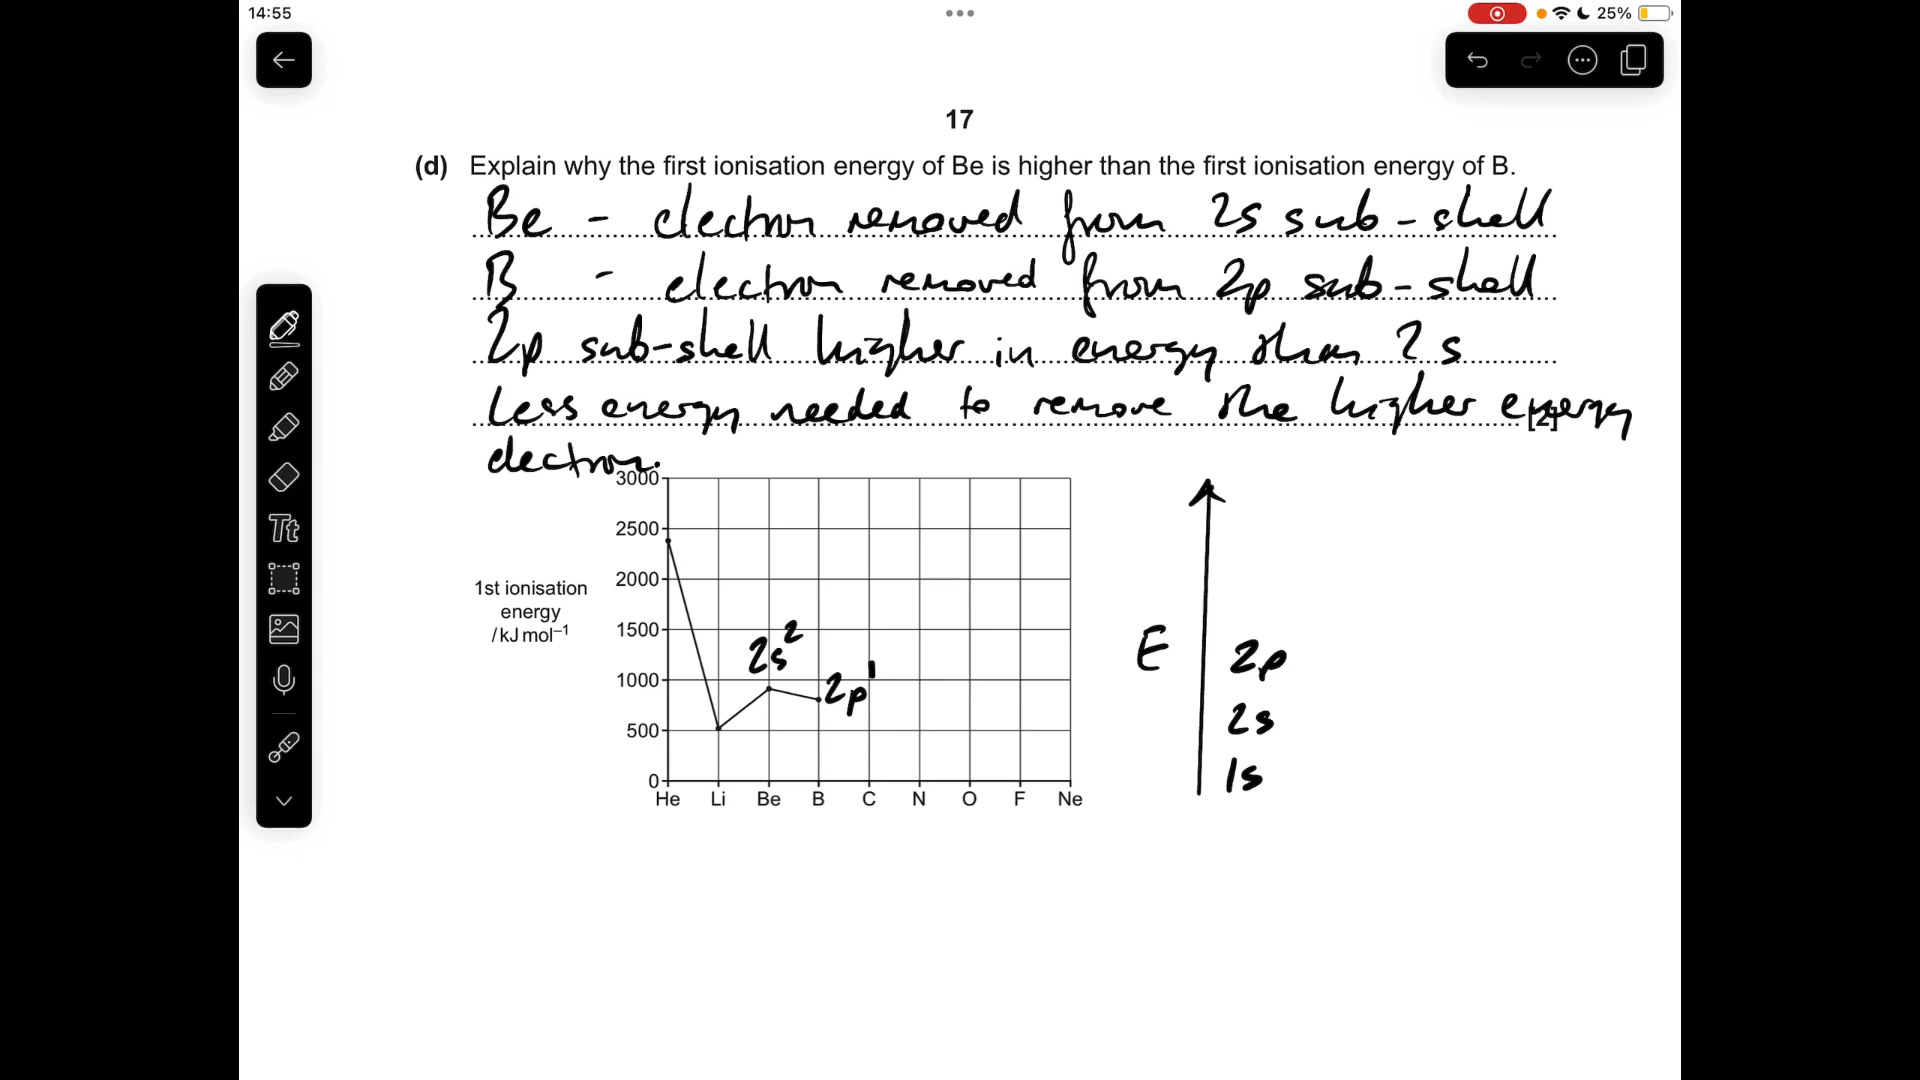 14:55
25%
17
(d) Explain why the first ionisation energy of Be is higher than the first ionisation energy of B.
Be - electron removed from 2s sub-shell
B - electron removed from 2p sub-shell
2p sub-shell higher in energy than 2s
less energy needed to remove the higher energy
[2]
electron.
3000
2500
2000
1500
1000
500
0
1st ionisation
energy
/kJ mol⁻¹
2s²
2p¹
He Li Be B C N O F Ne
E
2p
2s
1s
Tt